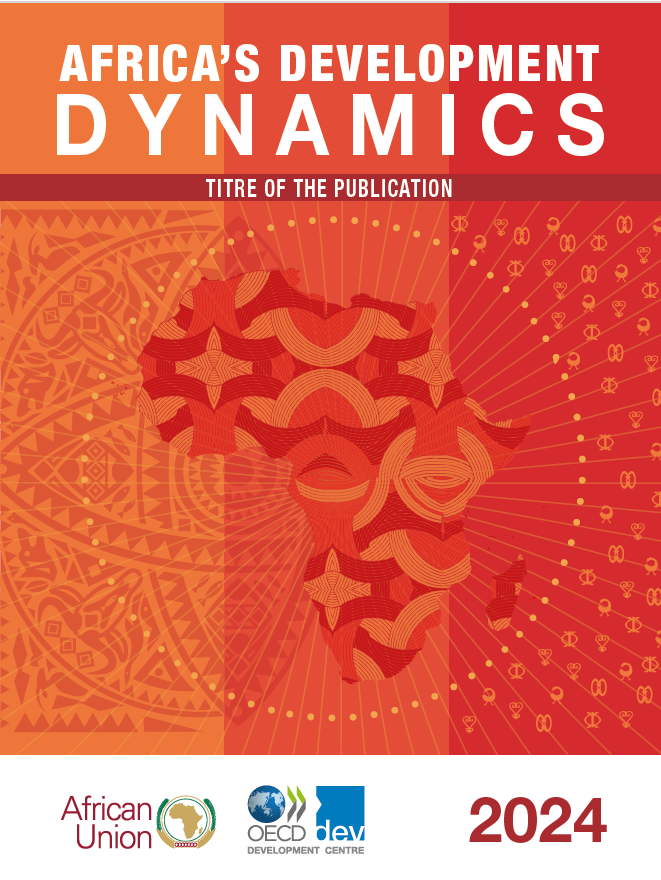 AFRICA'S DEVELOPMENT
DYNAMICS
TITRE OF THE PUBLICATION
African
Union
OECD
dev
DEVELOPMENT CENTRE
2024